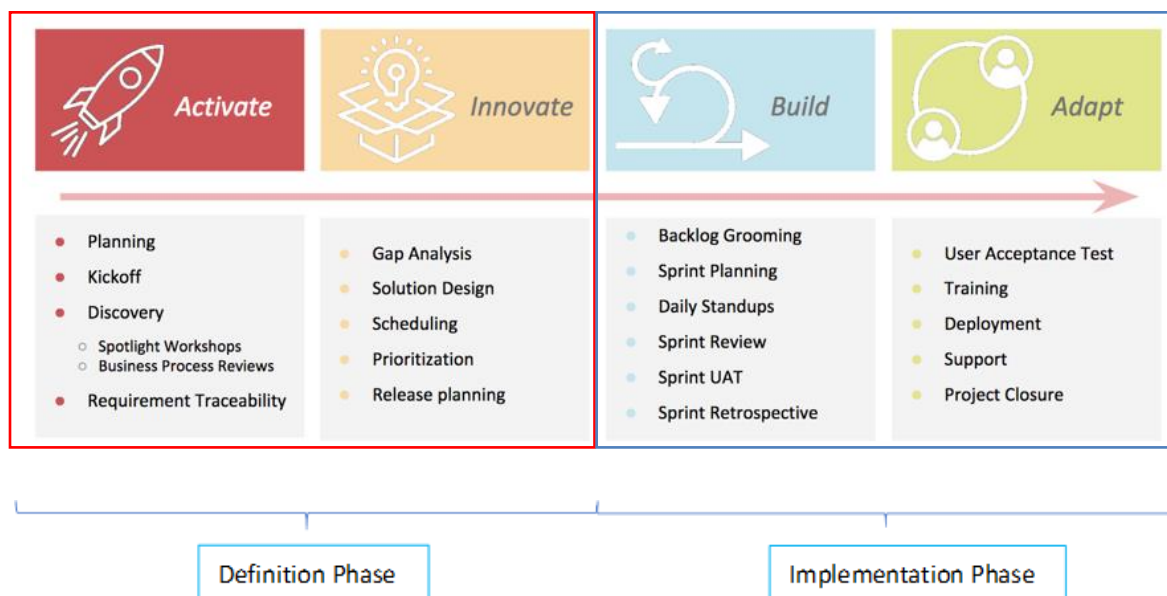 Activate
Innovate
Build
Adapt
Planning
Kickoff
Discovery
Spotlight Workshops
Business Process Reviews
Requirement Traceability
Gap Analysis
Solution Design
Scheduling
Prioritization
Release planning
Backlog Grooming
Sprint Planning
Daily Standups
Sprint Review
Sprint UAT
Sprint Retrospective
User Acceptance Test
Training
Deployment
Support
Project Closure
Definition Phase
Implementation Phase